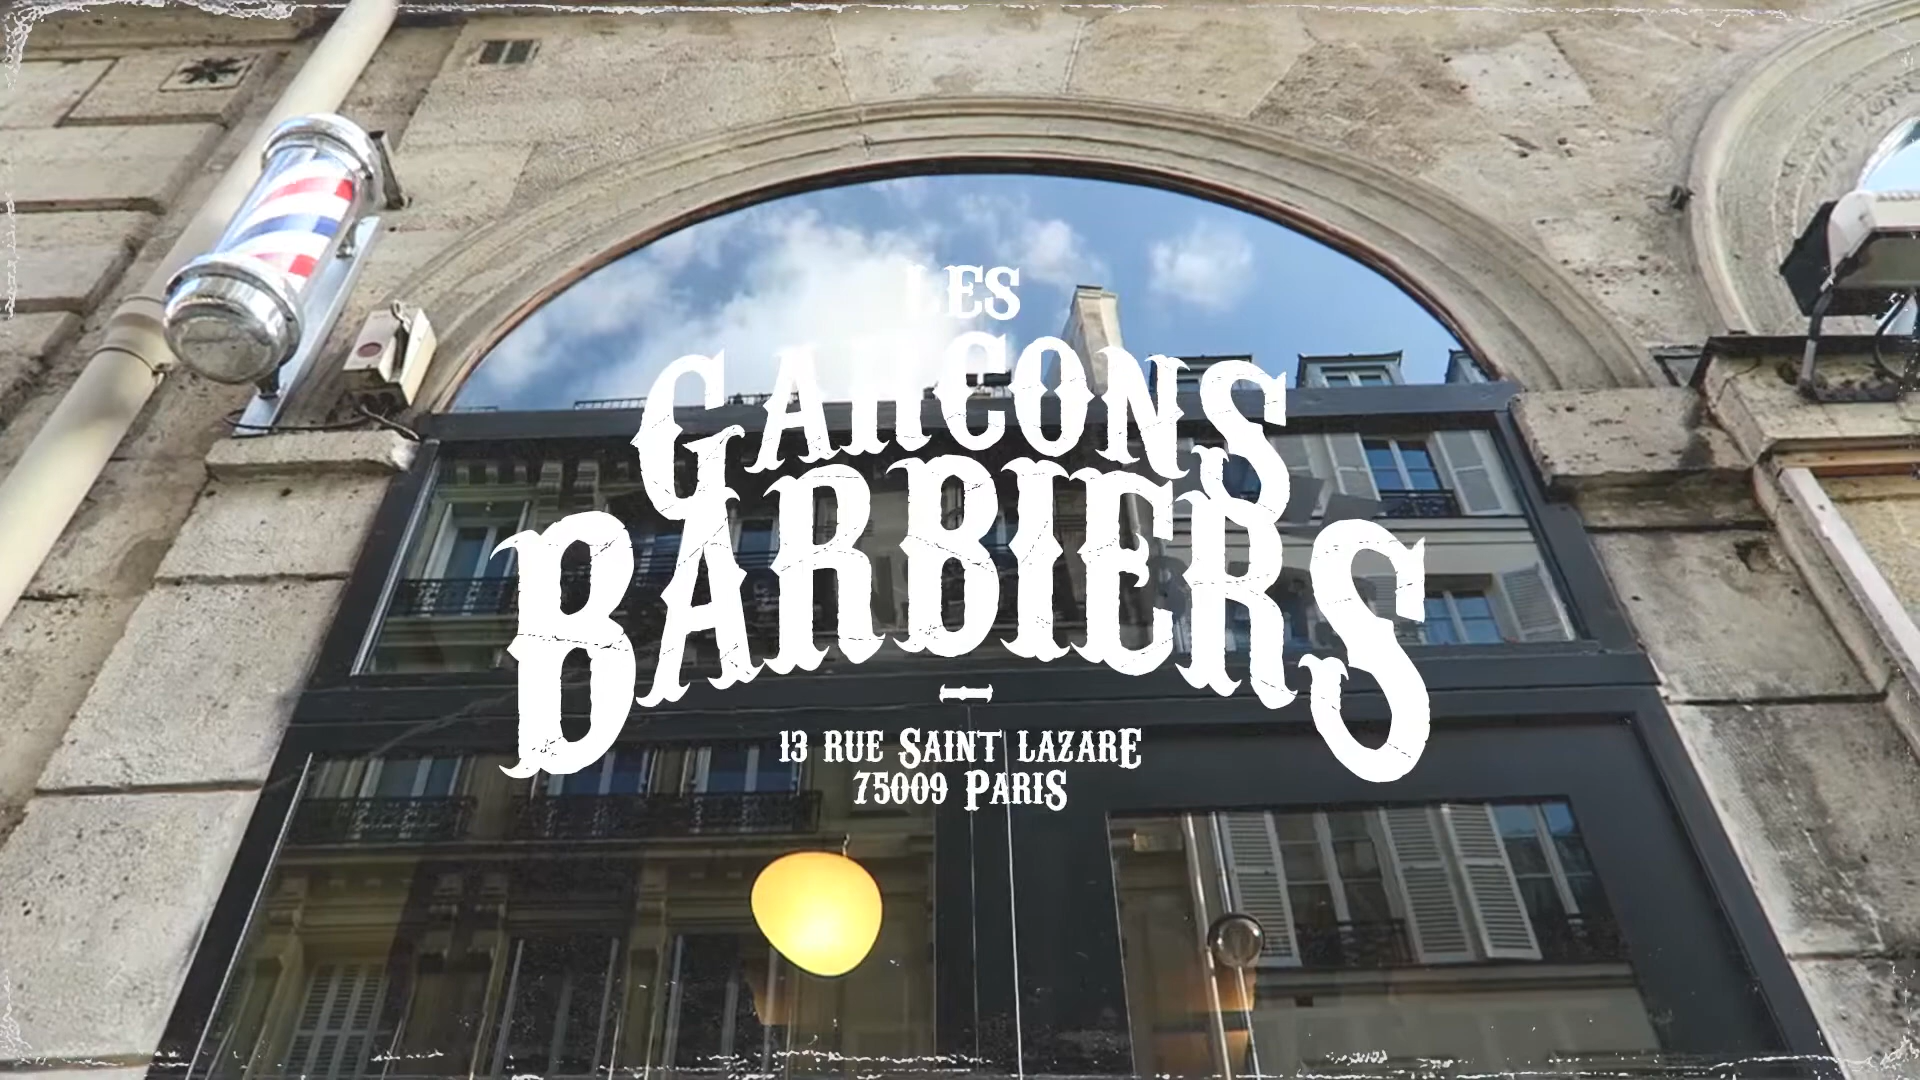 LES
GARCONS
BARBIERS
13 RUE SAINT LAZARE
75009 PARIS